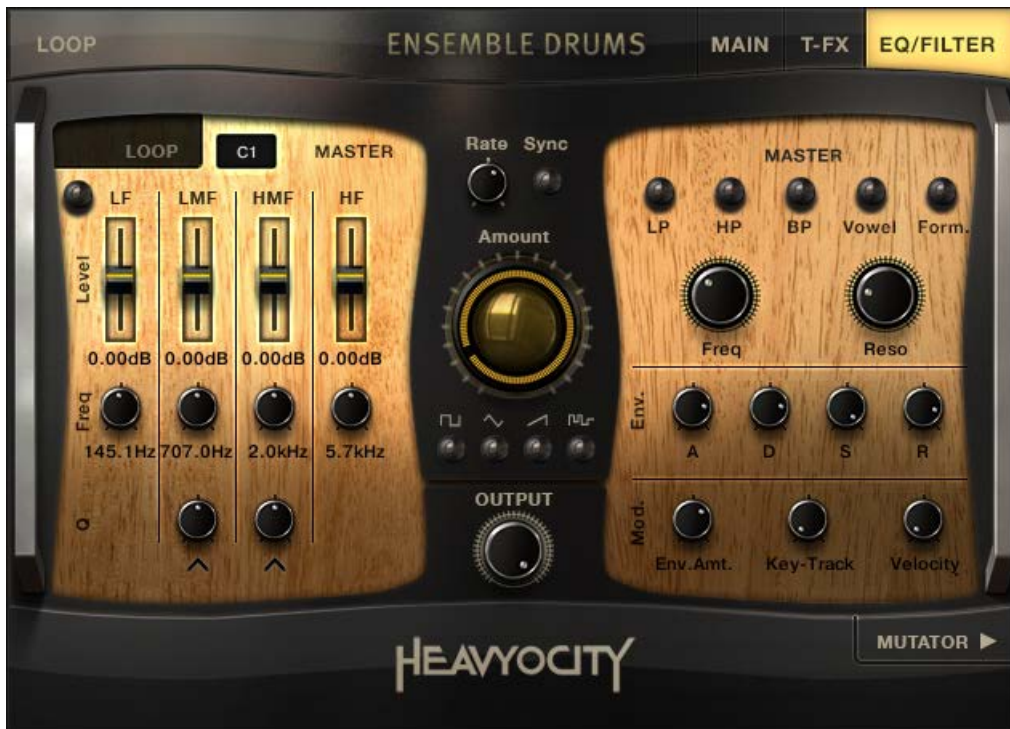 LOOP
ENSEMBLE DRUMS
MAIN
T-FX
EQ/FILTER
LOOP
C1
MASTER
LF LMF HMF HF
Level
0.00dB 0.00dB 0.00dB 0.00dB
Freq
145.1Hz 707.0Hz 2.0kHz 5.7kHz
Q
Rate Sync
Amount
OUTPUT
MASTER
LP HP BP Vowel Form.
Freq Reso
Env.
A D S R
Mod.
Env.Amt. Key-Track Velocity
HEAVYOCITY
MUTATOR